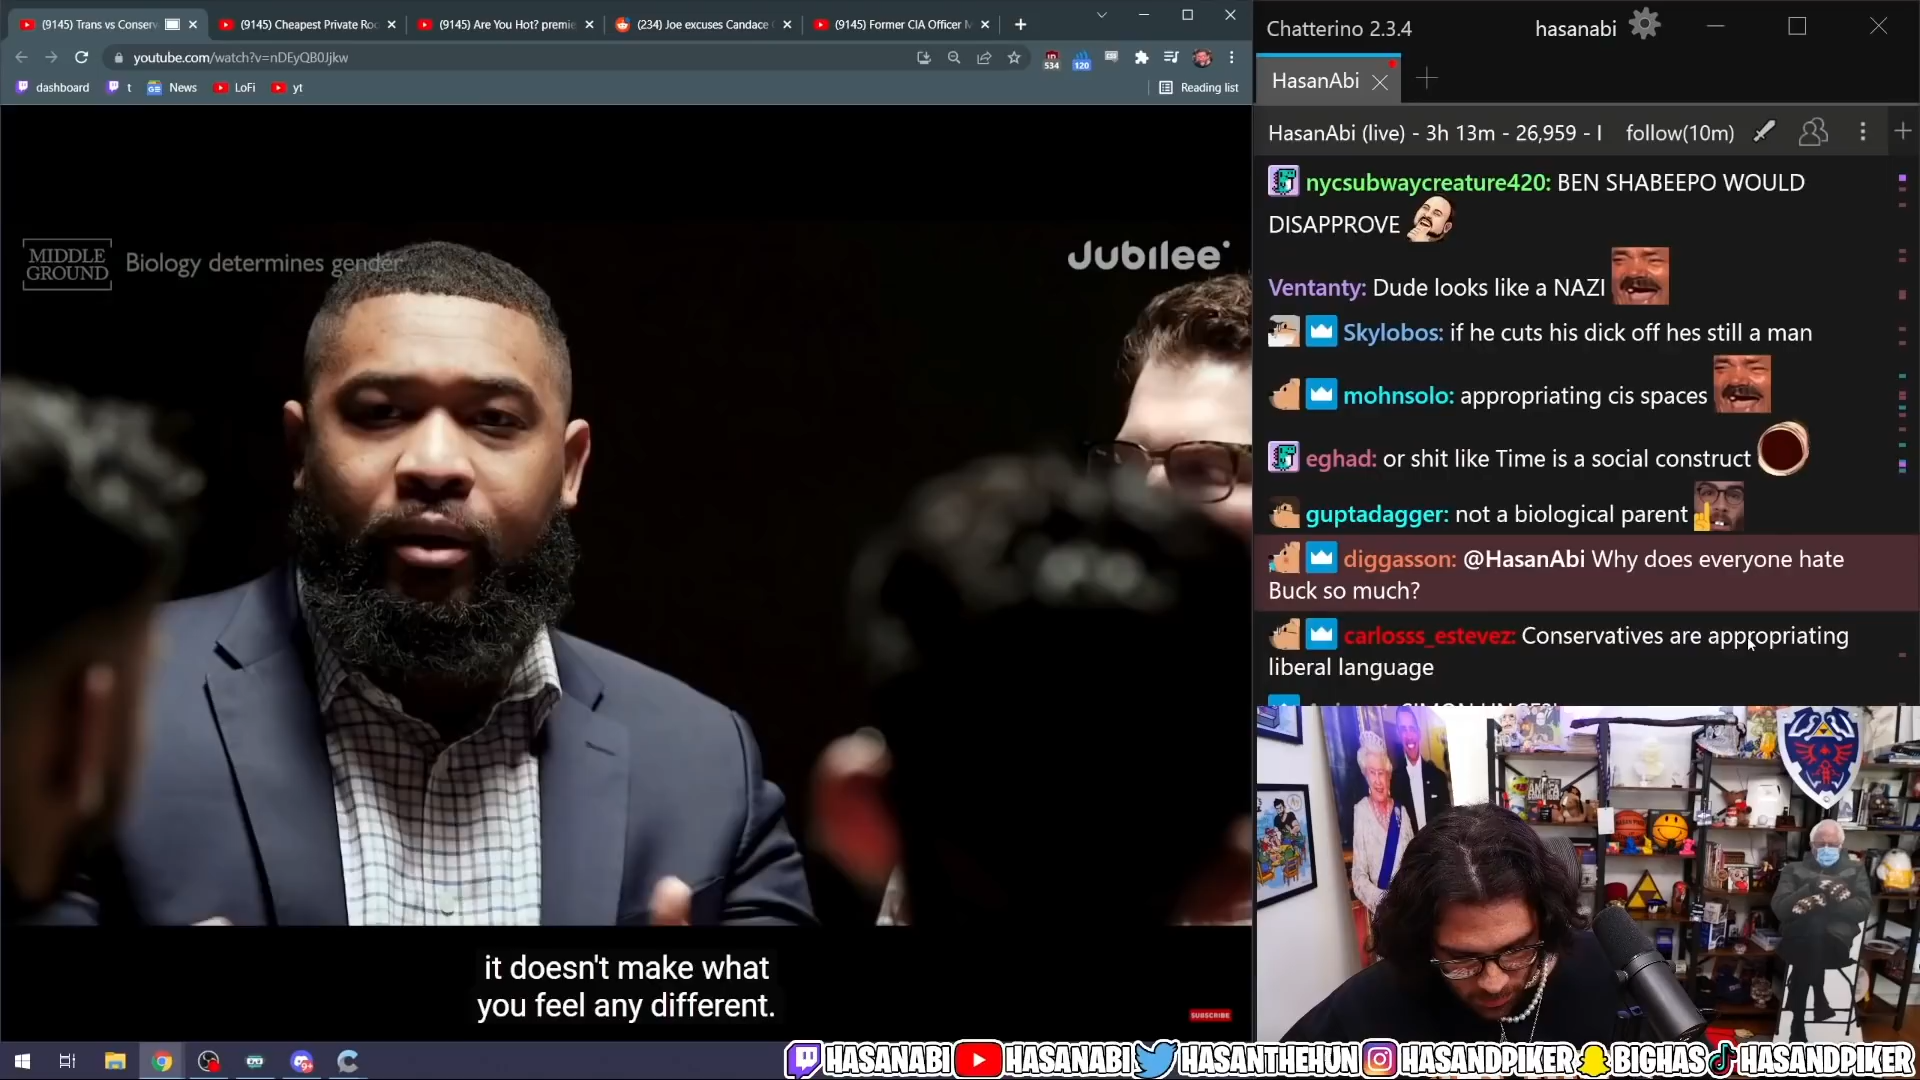 (9145) Trans vs Conserv
(9145) Cheapest Private Ro
(9145) Are You Hot? premie
(234) Joe excuses Candace
(9145) Former CIA Officer
youtube.com/watch?v=nDEyQB0Jjkw
534
120
dashboard
t
News
LoFi
yt
Reading list
MIDDLE
GROUND
Biology determines gender
Jubilee
it doesn't make what
you feel any different.
SUBSCRIBE
Chatterino 2.3.4
hasanabi
HasanAbi
HasanAbi (live) - 3h 13m - 26,959 - I
follow(10m)
nycsubwaycreature420: BEN SHABEEPO WOULD
DISAPPROVE
Ventanty: Dude looks like a NAZI
Skylobos: if he cuts his dick off hes still a man
mohnsolo: appropriating cis spaces
eghad: or shit like Time is a social construct
guptadagger: not a biological parent
diggasson: @HasanAbi Why does everyone hate
Buck so much?
carlosss_estevez: Conservatives are appropriating
liberal language
HASANABI
HASANABI
HASANTHEHUN
HASANDPIKER
BIGHAS
HASANDPIKER